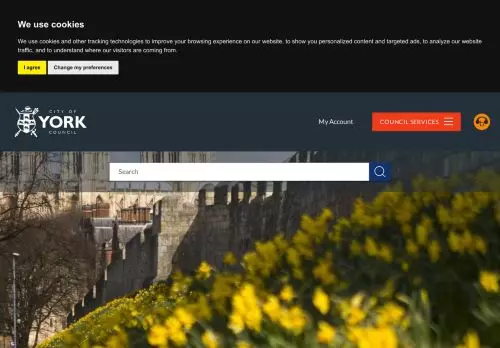 We use cookies
We use cookies and other tracking technologies to improve your browsing experience on our website, to show you personalized content and targeted ads, to analyze our website
traffic, and to understand where our visitors are coming from.
I agree
Change my preferences
CITY OF
YORK
COUNCIL
My Account
COUNCIL SERVICES
Search